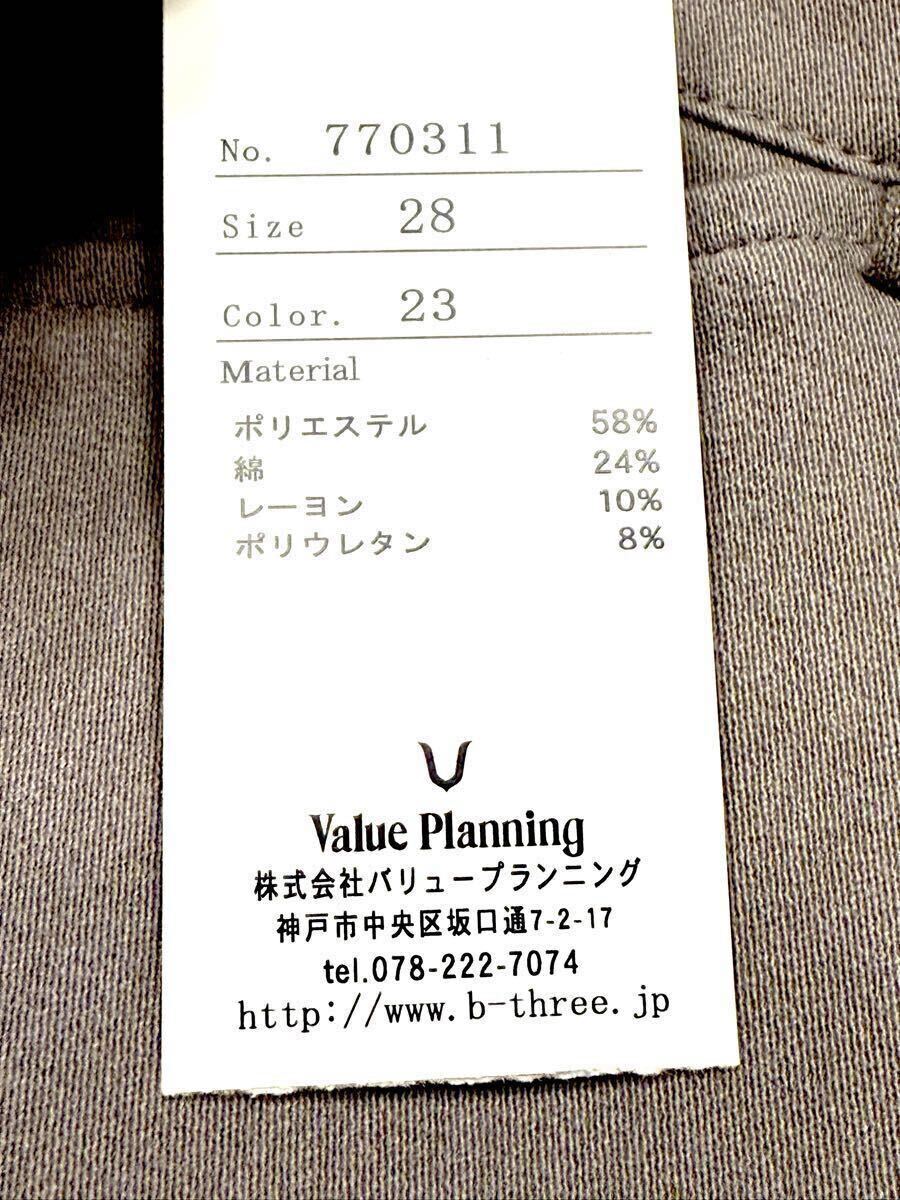 No. 770311
Size 28
Color. 23
Material
ポリエステル 58%
綿 24%
レーヨン 10%
ポリウレタン 8%
Value Planning
株式会社バリュープランニング
神戸市中央区坂口通7-2-17
tel.078-222-7074
http://www.b-three.jp